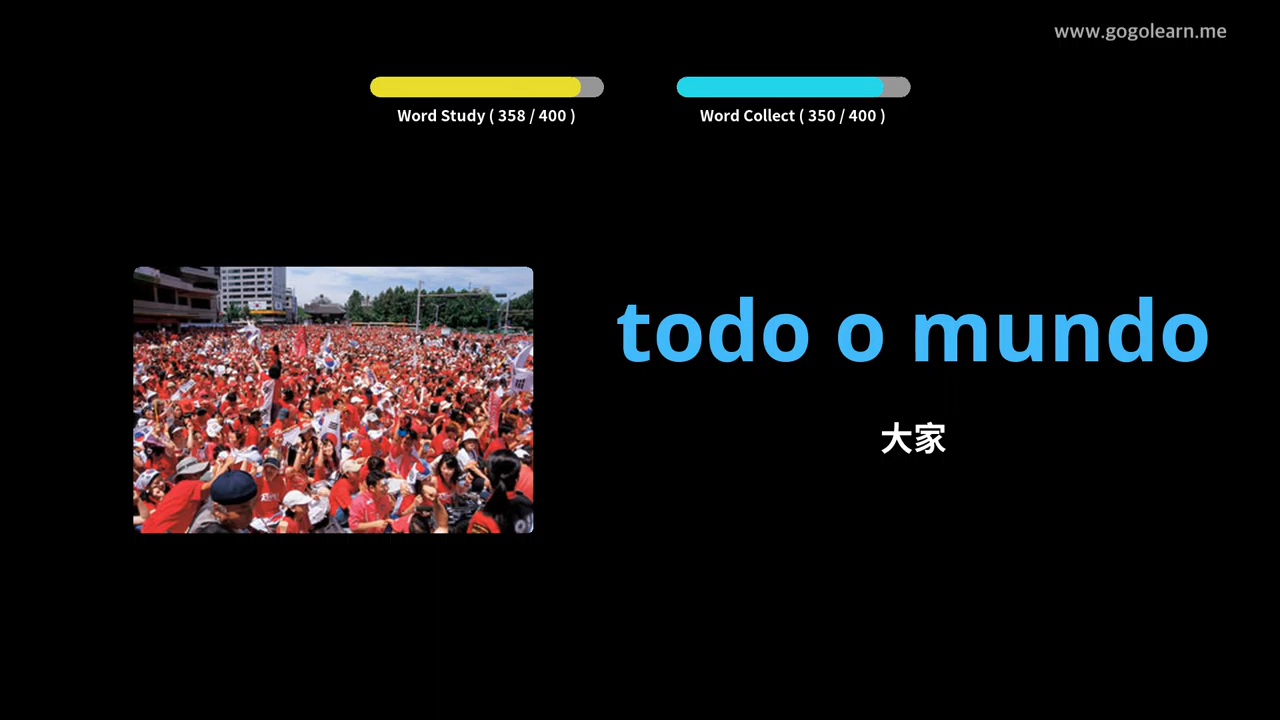 www.gogolearn.me
Word Study ( 358 / 400 )
Word Collect ( 350 / 400 )
todo o mundo
大家